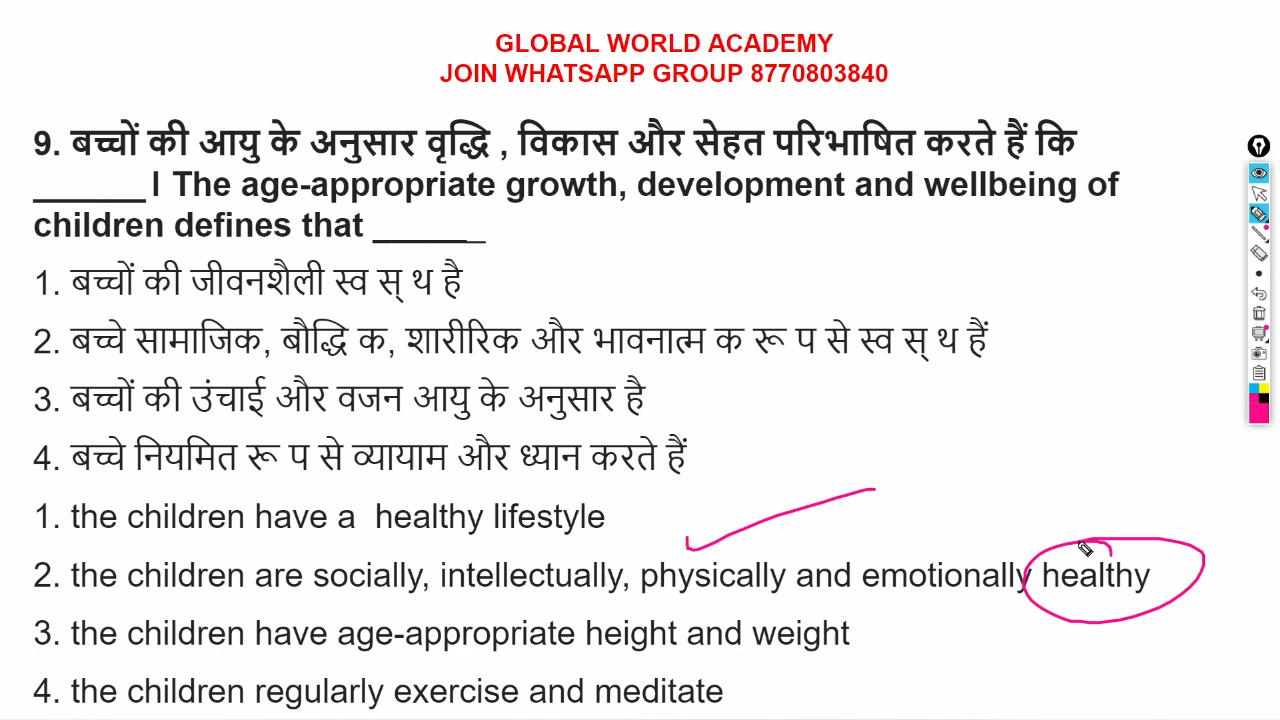 GLOBAL WORLD ACADEMY
JOIN WHATSAPP GROUP 8770803840
9. बच्चों की आयु के अनुसार वृद्धि , विकास और सेहत परिभाषित करते हैं कि
______। The age-appropriate growth, development and wellbeing of
children defines that ______
1. बच्चों की जीवनशैली स्व स् थ है
2. बच्चे सामाजिक, बौद्धि क, शारीरिक और भावनात्म क रू प से स्व स् थ हैं
3. बच्चों की उंचाई और वजन आयु के अनुसार है
4. बच्चे नियमित रू प से व्यायाम और ध्यान करते हैं
1. the children have a  healthy lifestyle
2. the children are socially, intellectually, physically and emotionally healthy
3. the children have age-appropriate height and weight
4. the children regularly exercise and meditate